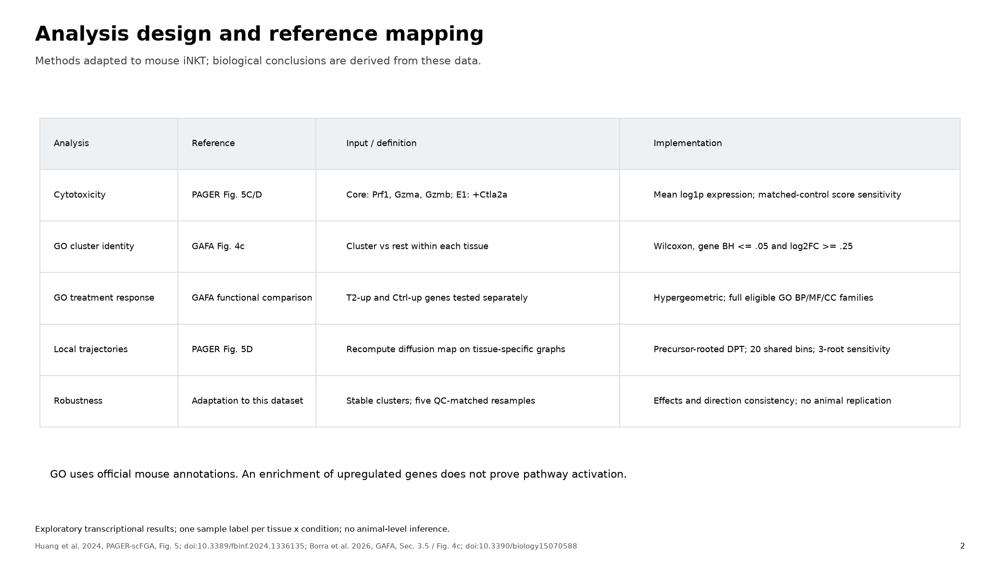 Analysis design and reference mapping
Methods adapted to mouse iNKT; biological conclusions are derived from these data.
Analysis Reference Input / definition Implementation
Cytotoxicity PAGER Fig. 5C/D Core: Prf1, Gzma, Gzmb; E1: +Ctla2a Mean log1p expression; matched-control score sensitivity
GO cluster identity GAFA Fig. 4c Cluster vs rest within each tissue Wilcoxon, gene BH <= .05 and log2FC >= .25
GO treatment response GAFA functional comparison T2-up and Ctrl-up genes tested separately Hypergeometric; full eligible GO BP/MF/CC families
Local trajectories PAGER Fig. 5D Recompute diffusion map on tissue-specific graphs Precursor-rooted DPT; 20 shared bins; 3-root sensitivity
Robustness Adaptation to this dataset Stable clusters; five QC-matched resamples Effects and direction consistency; no animal replication
GO uses official mouse annotations. An enrichment of upregulated genes does not prove pathway activation.
Exploratory transcriptional results; one sample label per tissue x condition; no animal-level inference.
Huang et al. 2024, PAGER-scFGA, Fig. 5; doi:10.3389/fbinf.2024.1336135; Borra et al. 2026, GAFA, Sec. 3.5 / Fig. 4c; doi:10.3390/biology15070588 2